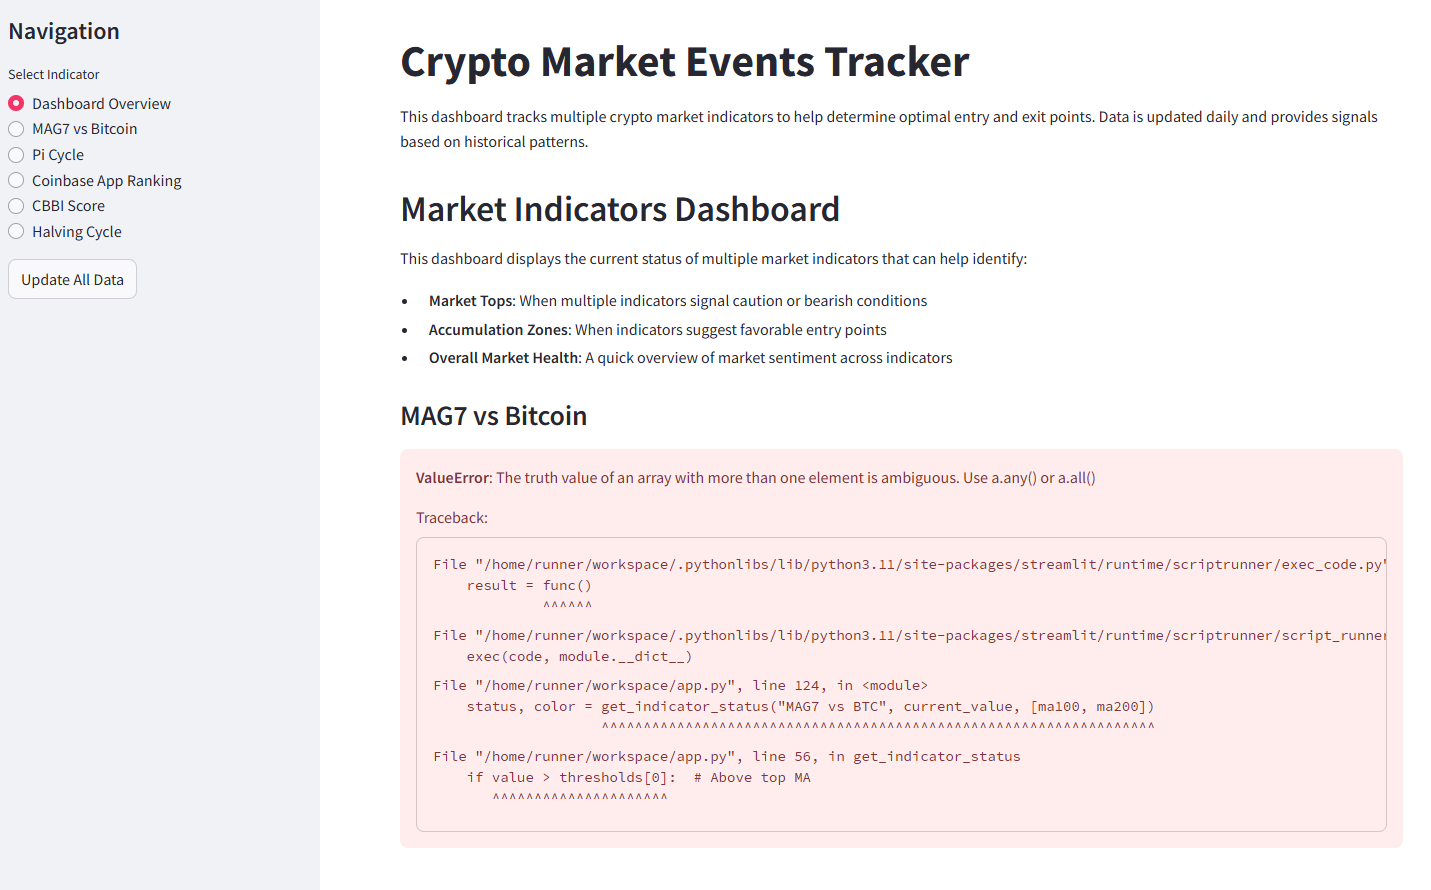 Navigation
Select Indicator
Dashboard Overview
MAG7 vs Bitcoin
Pi Cycle
Coinbase App Ranking
CBBI Score
Halving Cycle
Update All Data
Crypto Market Events Tracker
This dashboard tracks multiple crypto market indicators to help determine optimal entry and exit points. Data is updated daily and provides signals
based on historical patterns.
Market Indicators Dashboard
This dashboard displays the current status of multiple market indicators that can help identify:
• Market Tops: When multiple indicators signal caution or bearish conditions
• Accumulation Zones: When indicators suggest favorable entry points
• Overall Market Health: A quick overview of market sentiment across indicators
MAG7 vs Bitcoin
ValueError: The truth value of an array with more than one element is ambiguous. Use a.any() or a.all()
Traceback:
File "/home/runner/workspace/.pythonlibs/lib/python3.11/site-packages/streamlit/runtime/scriptrunner/exec_code.py"
result = func()
^^^^^^
File "/home/runner/workspace/.pythonlibs/lib/python3.11/site-packages/streamlit/runtime/scriptrunner/script_runner
exec(code, module.__dict__)
File "/home/runner/workspace/app.py", line 124, in <module>
status, color = get_indicator_status("MAG7 vs BTC", current_value, [ma100, ma200])
^^^^^^^^^^^^^^^^^^^^^^^^^^^^^^^^^^^^^^^^^^^^^^^^^^^^^^^^^^^^^^^^^^
File "/home/runner/workspace/app.py", line 56, in get_indicator_status
if value > thresholds[0]:  # Above top MA
^^^^^^^^^^^^^^^^^^^^^